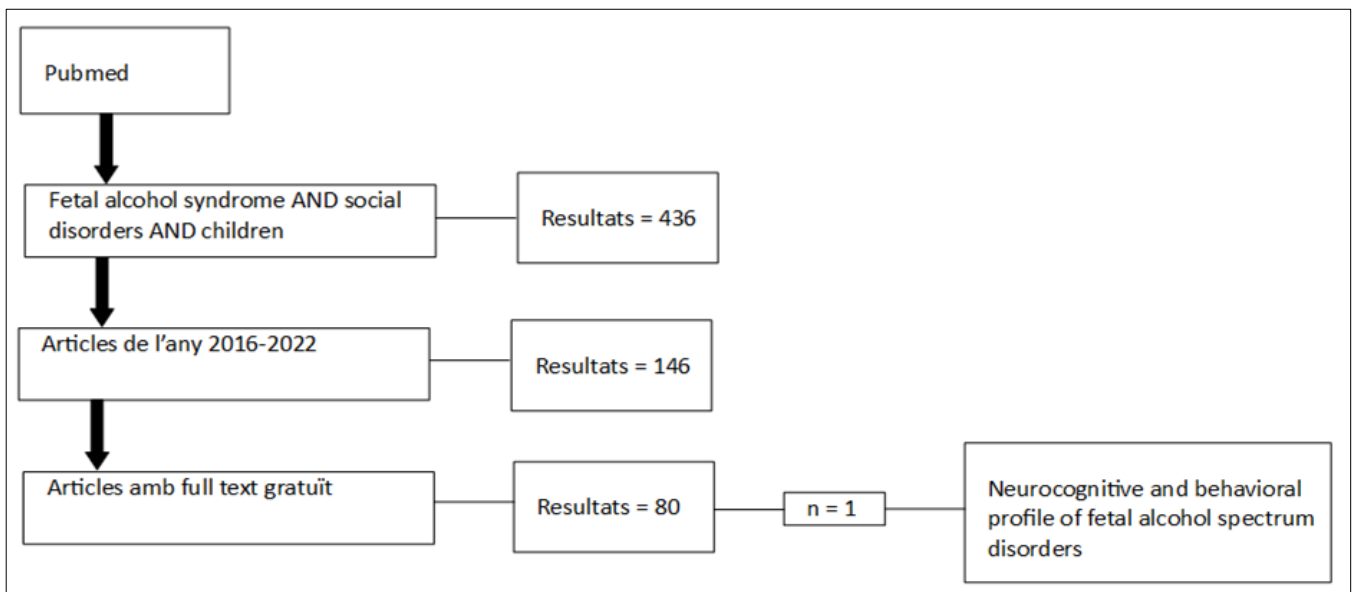 Pubmed
Fetal alcohol syndrome AND social
disorders AND children
Resultats = 436
Articles de l’any 2016-2022
Resultats = 146
Articles amb full text gratuït
Resultats = 80
n = 1
Neurocognitive and behavioral
profile of fetal alcohol spectrum
disorders